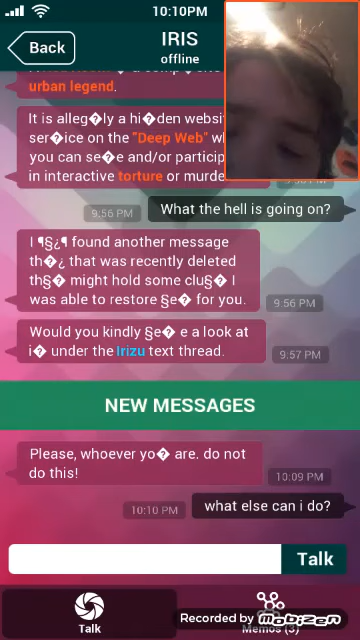 10:10PM
Back
IRIS
offline
urban legend.
It is alleg�ly a hi�den websi
ser�ice on the "Deep Web" w
you can se�e and/or particip
in interactive torture or murde
9:56 PM
What the hell is going on?
I ¶§¿¶ found another message
th�¿ that was recently deleted
th§� might hold some clu§� I
was able to restore §e� for you.
9:56 PM
Would you kindly §e� e a look at
i� under the Irizu text thread.
9:57 PM
NEW MESSAGES
Please, whoever yo� are. do not
do this!
10:09 PM
10:10 PM
what else can i do?
Talk
Talk
Recorded by mobizen
Memos (3)